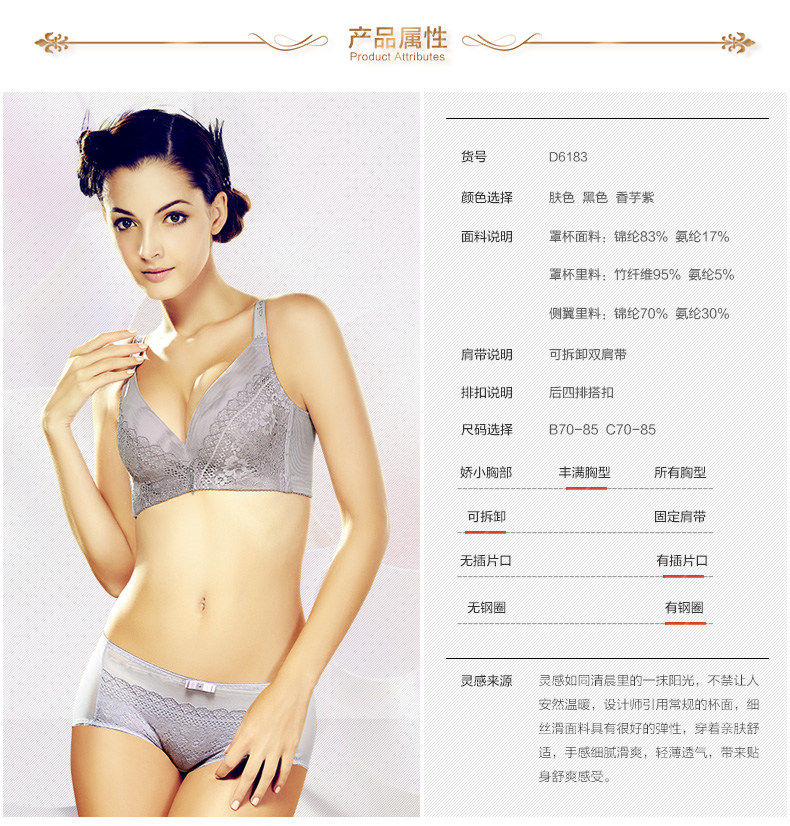 产品属性
Product Attributes
货号 D6183
颜色选择 肤色 黑色 香芋紫
面料说明 罩杯面料：锦纶83% 氨纶17%
罩杯里料：竹纤维95% 氨纶5%
侧翼里料：锦纶70% 氨纶30%
肩带说明 可拆卸双肩带
排扣说明 后四排搭扣
尺码选择 B70-85 C70-85
娇小胸部 丰满胸型 所有胸型
可拆卸 固定肩带
无插片口 有插片口
无钢圈 有钢圈
灵感来源 灵感如同清晨里的一抹阳光，不禁让人
安然温暖，设计师引用常规的杯面，细
丝滑面料具有很好的弹性，穿着亲肤舒
适，手感细腻滑爽，轻薄透气，带来贴
身舒爽感受。